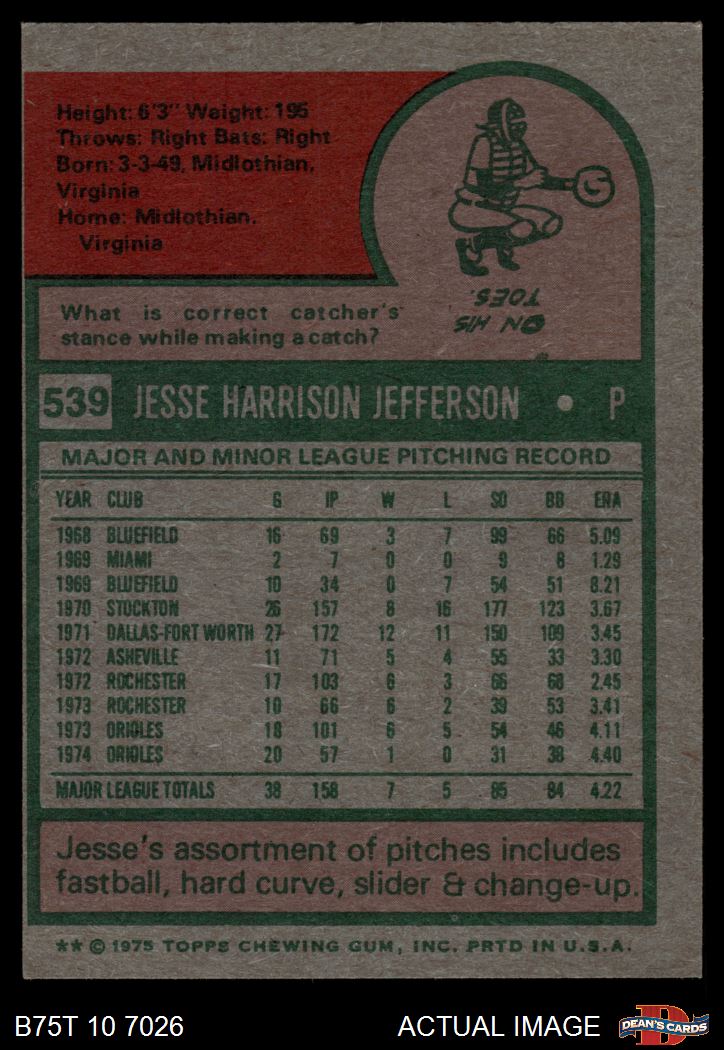 Height: 6'3" Weight: 195
Throws: Right Bats: Right
Born: 3-3-49, Midlothian,
Virginia
Home: Midlothian,
Virginia
What is correct catcher's
stance while making a catch?
ON HIS
TOES.
539 JESSE HARRISON JEFFERSON • P
MAJOR AND MINOR LEAGUE PITCHING RECORD
YEAR CLUB G IP W L SO BB ERA
1968 BLUEFIELD 16 69 3 7 99 66 5.09
1969 MIAMI 2 7 0 0 9 8 1.29
1969 BLUEFIELD 10 34 0 7 54 51 8.21
1970 STOCKTON 26 157 8 16 177 123 3.67
1971 DALLAS-FORT WORTH 27 172 12 11 150 109 3.45
1972 ASHEVILLE 11 71 5 4 55 33 3.30
1972 ROCHESTER 17 103 6 3 66 68 2.45
1973 ROCHESTER 10 66 6 2 39 53 3.41
1973 ORIOLES 18 101 6 5 54 46 4.11
1974 ORIOLES 20 57 1 0 31 38 4.40
MAJOR LEAGUE TOTALS 38 158 7 5 85 84 4.22
Jesse's assortment of pitches includes
fastball, hard curve, slider & change-up.
** © 1975 TOPPS CHEWING GUM, INC. PRTD IN U.S.A.
B75T 10 7026 ACTUAL IMAGE
D
DEAN'S CARDS